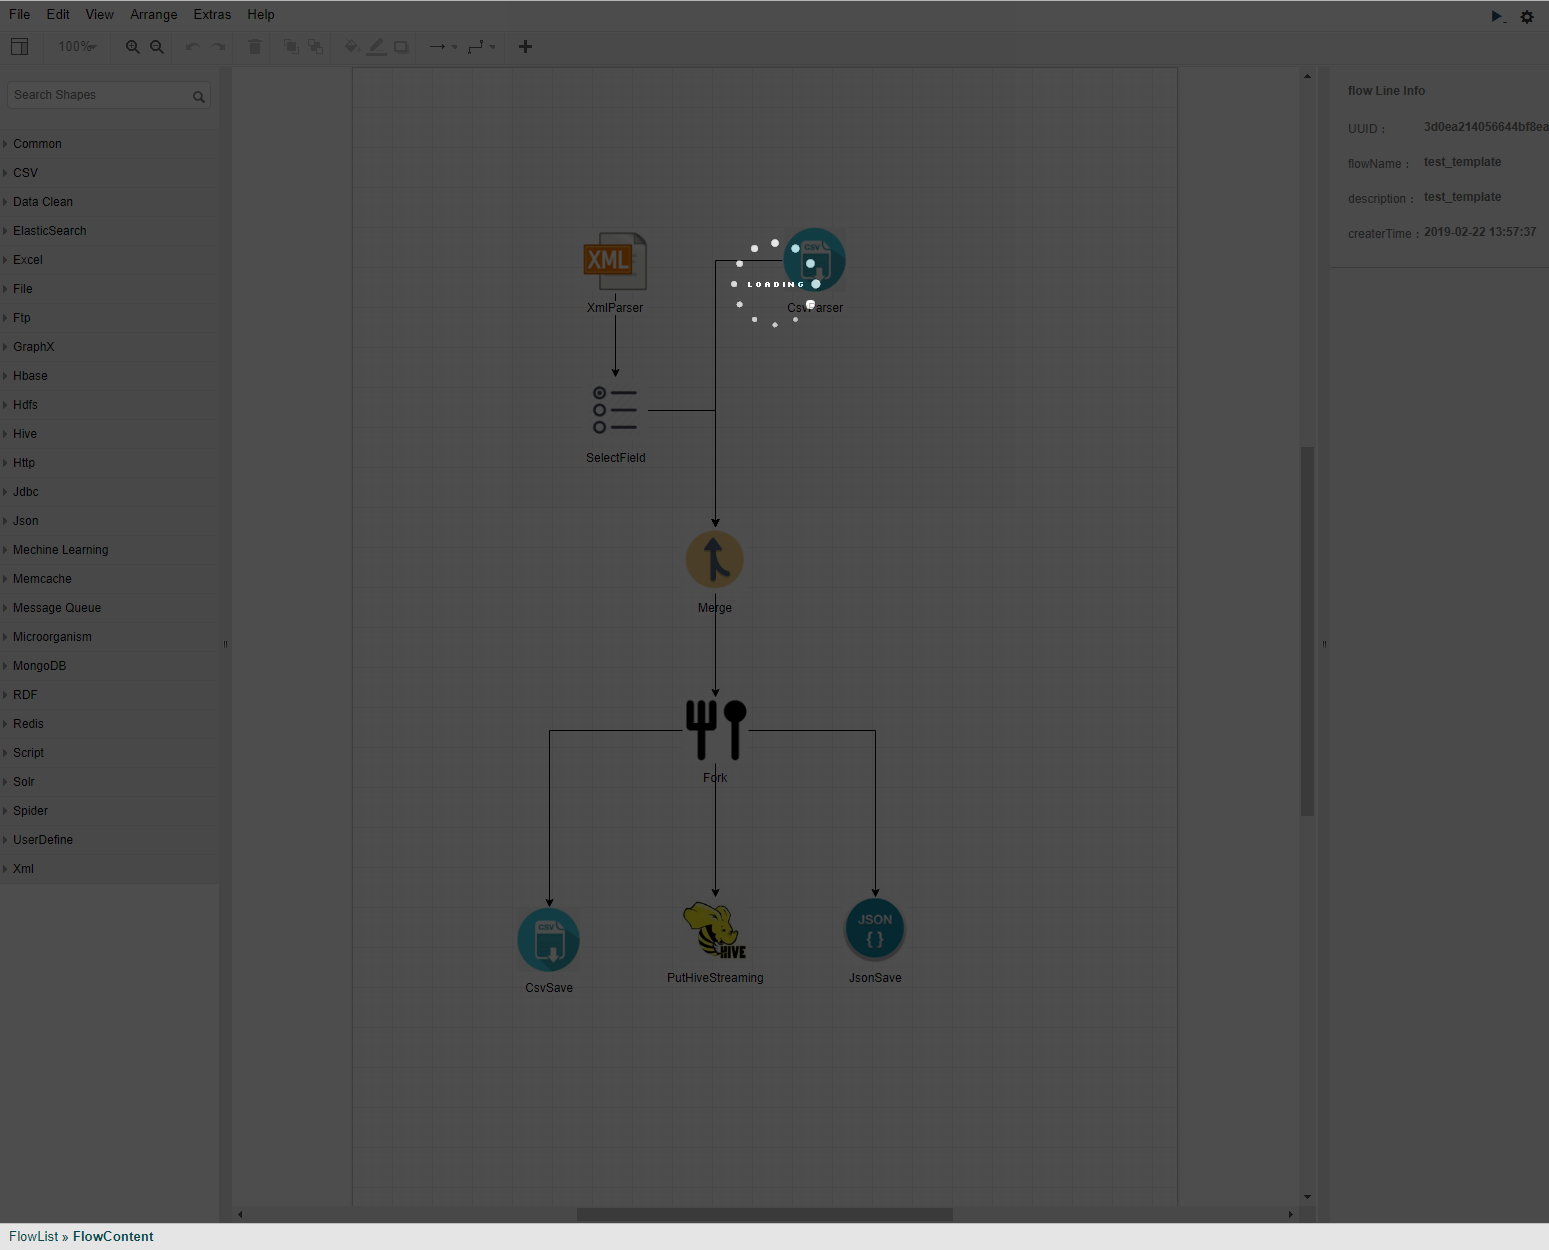 File Edit View Arrange Extras Help
100%
Search Shapes
Common
CSV
Data Clean
ElasticSearch
Excel
File
Ftp
GraphX
Hbase
Hdfs
Hive
Http
Jdbc
Json
Mechine Learning
Memcache
Message Queue
Microorganism
MongoDB
RDF
Redis
Script
Solr
Spider
UserDefine
Xml
XML
XmlParser
CSV
LOADING
CsvParser
SelectField
Merge
Fork
CSV
CsvSave
HIVE
PutHiveStreaming
JSON
{ }
JsonSave
flow Line Info
UUID : 3d0ea214056644bf8ea
flowName : test_template
description : test_template
createrTime : 2019-02-22 13:57:37
FlowList » FlowContent